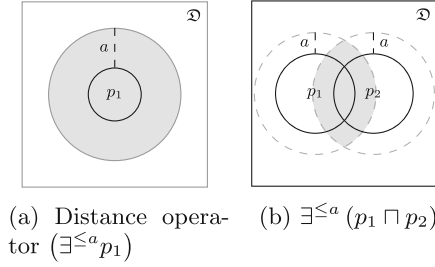 𝔇 𝔇
a a a
p₁ p₁ p₂
(a) Distance opera-
tor (∃≤ᵃp₁)
(b) ∃≤ᵃ (p₁ ⊓ p₂)